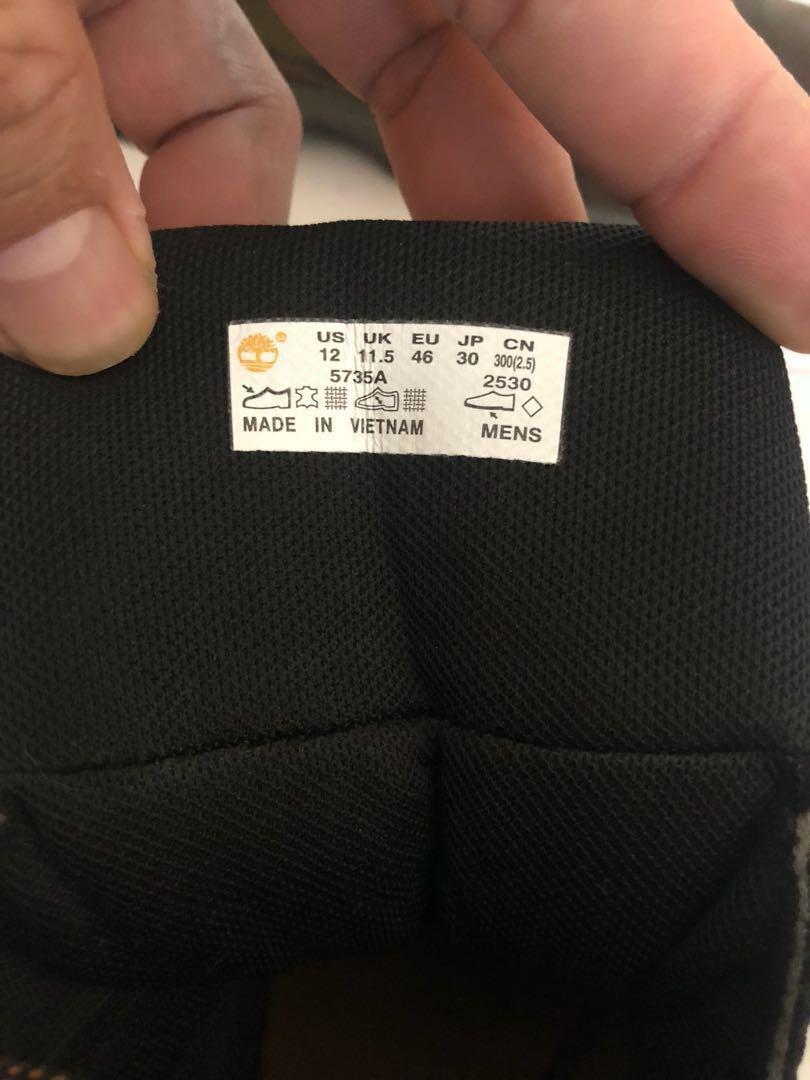 US UK EU JP CN
12 11.5 46 30 300(2.5)
5735A 2530
MADE IN VIETNAM MENS